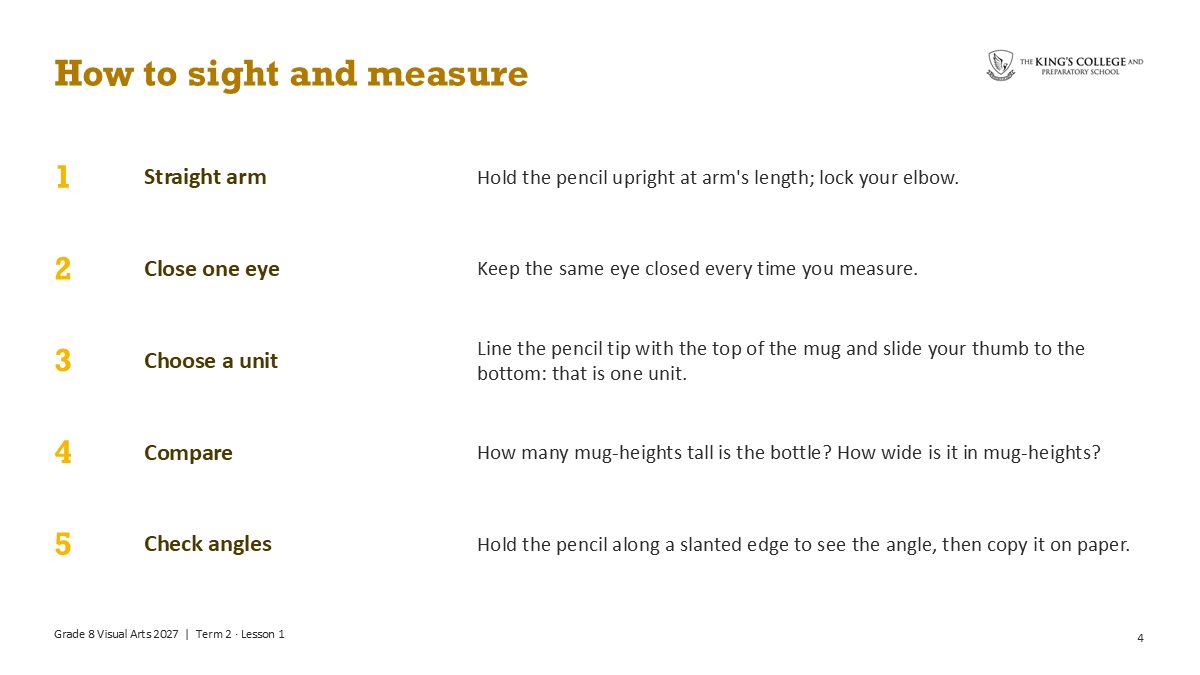 How to sight and measure
THE KING'S COLLEGE AND
PREPARATORY SCHOOL
1
Straight arm
Hold the pencil upright at arm's length; lock your elbow.
2
Close one eye
Keep the same eye closed every time you measure.
3
Choose a unit
Line the pencil tip with the top of the mug and slide your thumb to the
bottom: that is one unit.
4
Compare
How many mug-heights tall is the bottle? How wide is it in mug-heights?
5
Check angles
Hold the pencil along a slanted edge to see the angle, then copy it on paper.
Grade 8 Visual Arts 2027 | Term 2 · Lesson 1
4